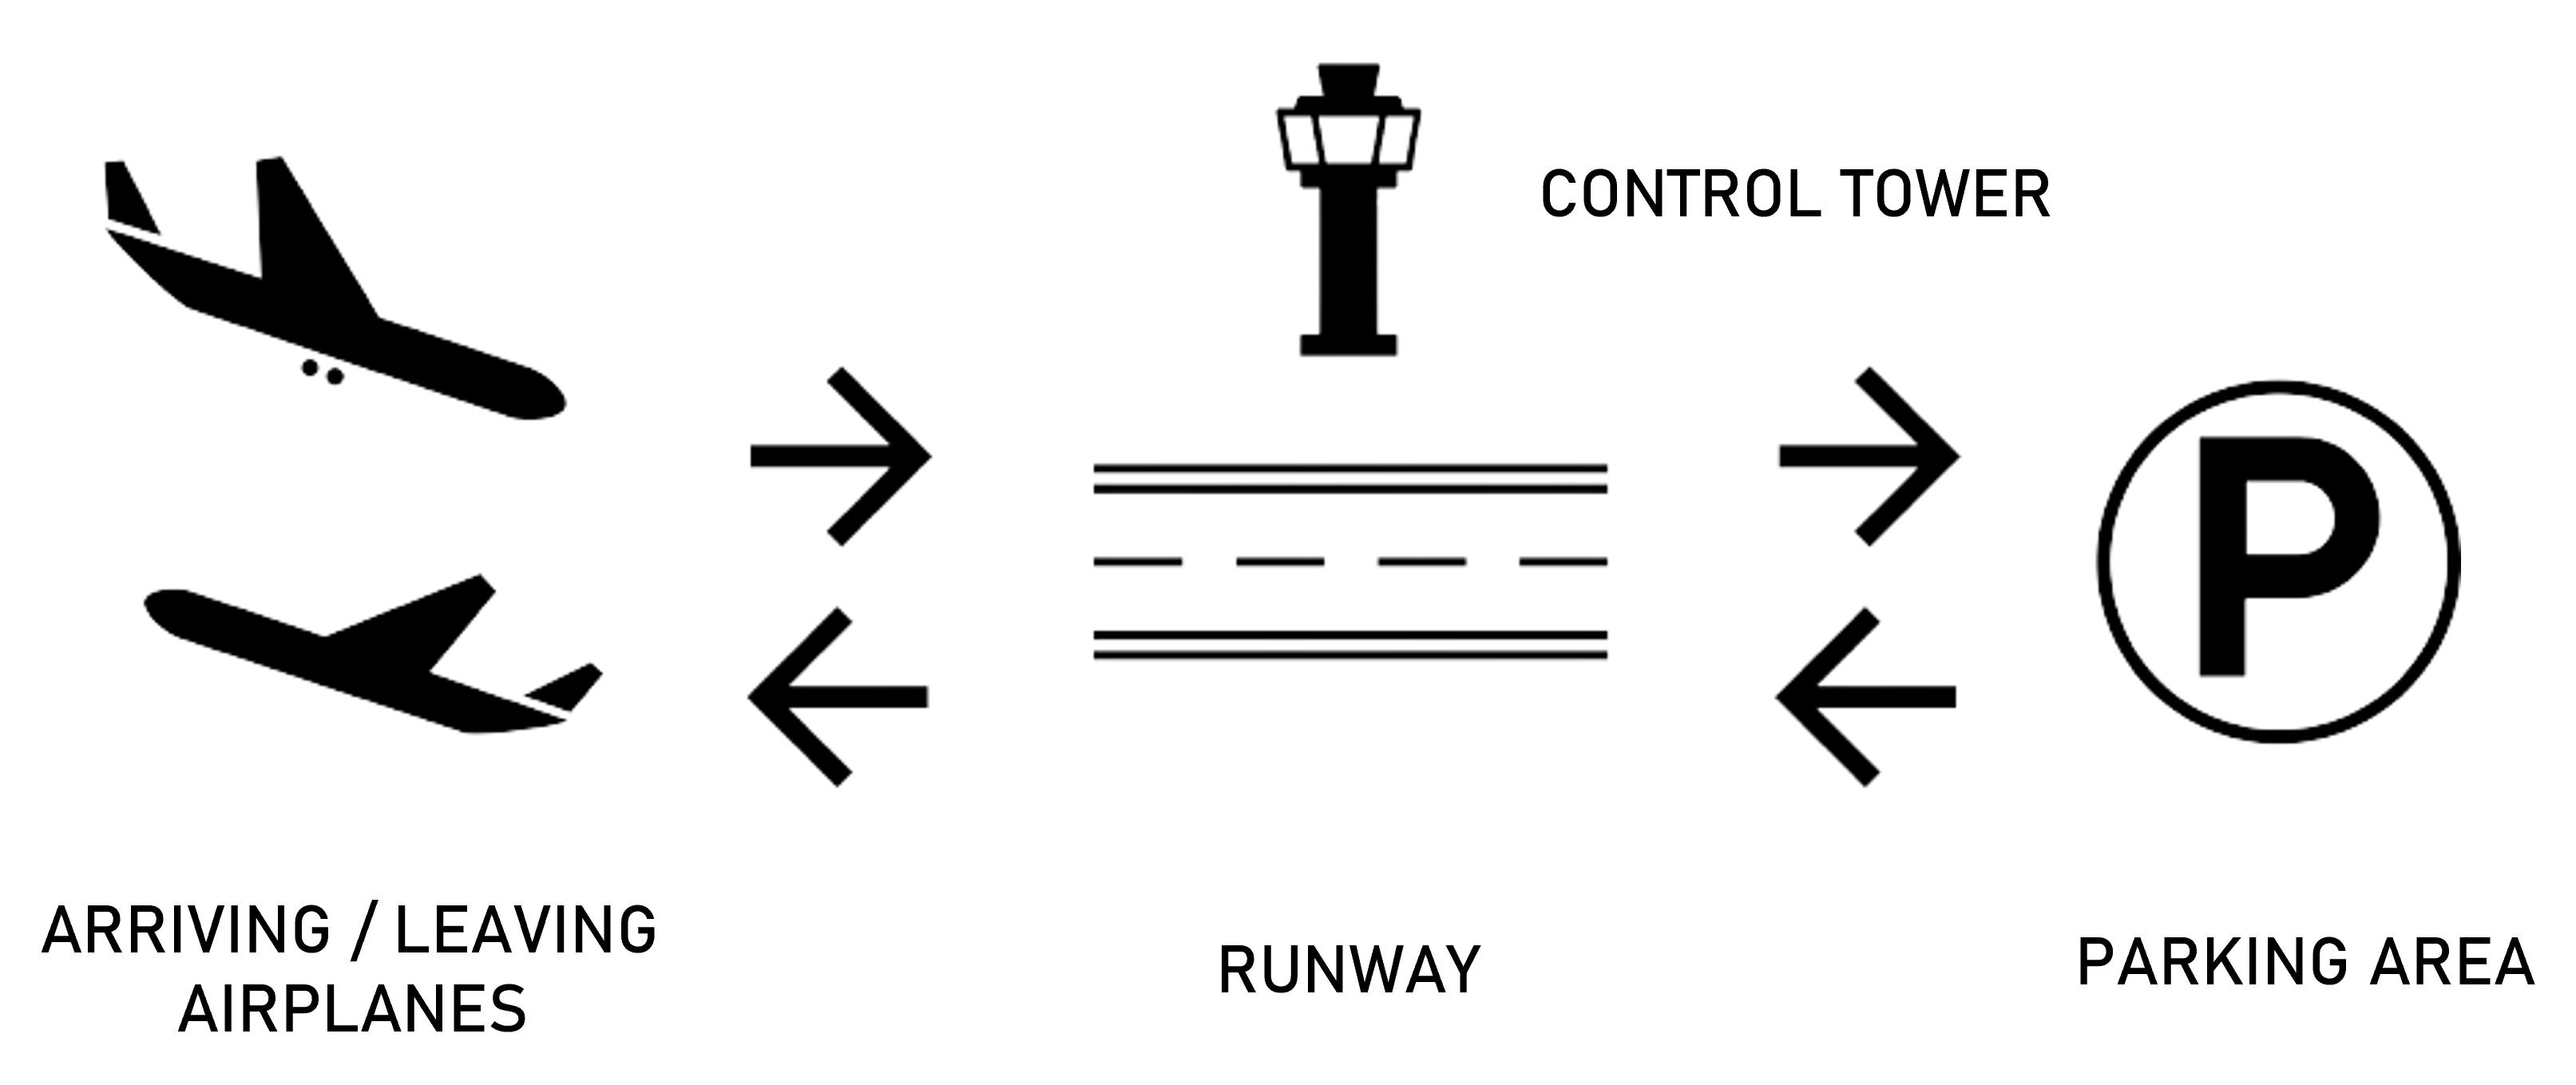 CONTROL TOWER
P
ARRIVING / LEAVING
AIRPLANES
RUNWAY
PARKING AREA